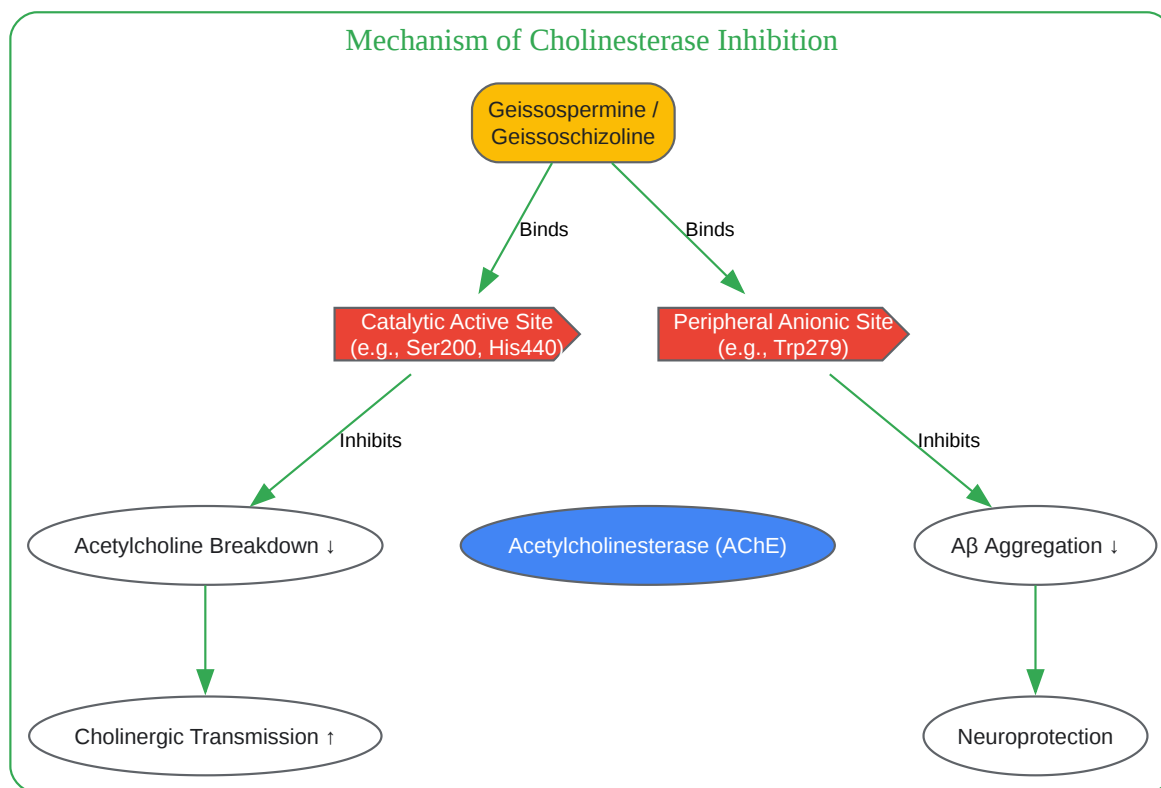 Mechanism of Cholinesterase Inhibition
Geissospermine /
Geissoschizoline
Binds
Binds
Catalytic Active Site
(e.g., Ser200, His440)
Peripheral Anionic Site
(e.g., Trp279)
Inhibits
Inhibits
Acetylcholine Breakdown ↓
Acetylcholinesterase (AChE)
Aβ Aggregation ↓
Cholinergic Transmission ↑
Neuroprotection